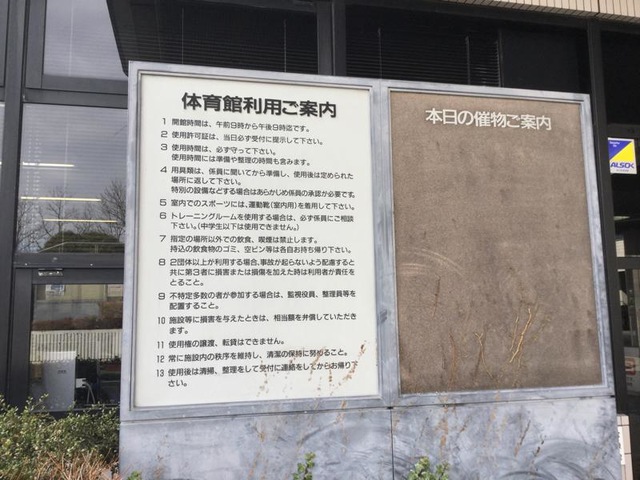 体育館利用ご案内
1 開館時間は、午前9時から午後9時迄です。
2 使用許可証は、当日必ず受付に提示して下さい。
3 使用時間は、必ず守って下さい。
使用時間には準備や整理の時間も含みます。
4 用具類は、係員に聞いてから準備し、使用後は定められた
場所に返して下さい。
特別の設備などする場合はあらかじめ係員の承認が必要です。
5 室内でのスポーツには、運動靴(室内用)を着用して下さい。
6 トレーニングルームを使用する場合は、必ず係員にご相談
下さい。(中学生以下は使用できません。)
7 指定の場所以外での飲食、喫煙は禁止します。
持込の飲食物のゴミ、空ビン等は各自お持ち帰り下さい。
8 2団体以上が利用する場合、事故が起らないよう配慮すると
共に第3者に損害または損傷を加えた時は利用者が責任を
とること。
9 不特定多数の者が参加する場合は、監視役員、整理員等を
配置すること。
10 施設等に損害を与えたときは、相当額を弁償していただき
ます。
11 使用権の譲渡、転貸はできません。
12 常に施設内の秩序を維持し、清潔の保持に努めること。
13 使用後は清掃、整理をして受付に連絡をしてからお帰り下
さい。
本日の催物ご案内
ALSOK